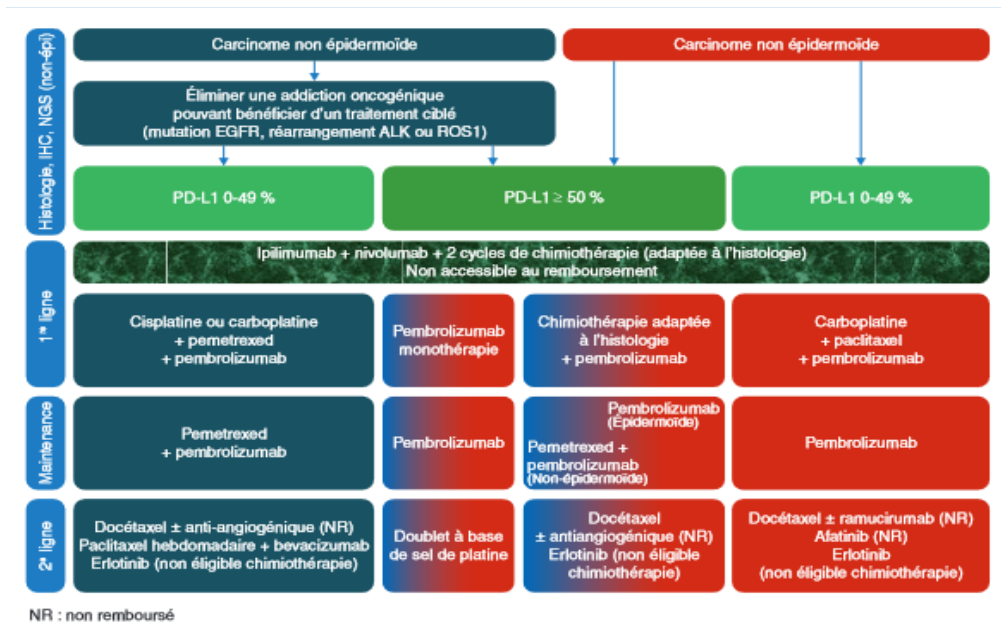 Histologie, IHC, NGS (non-épi)
Carcinome non épidermoïde
Carcinome non épidermoïde
Éliminer une addiction oncogénique
pouvant bénéficier d'un traitement ciblé
(mutation EGFR, réarrangement ALK ou ROS1)
PD-L1 0-49 %
PD-L1 ≥ 50 %
PD-L1 0-49 %
1re ligne
Ipilimumab + nivolumab + 2 cycles de chimiothérapie (adaptée à l'histologie)
Non accessible au remboursement
Cisplatine ou carboplatine
+ pemetrexed
+ pembrolizumab
Pembrolizumab
monothérapie
Chimiothérapie adaptée
à l'histologie
+ pembrolizumab
Carboplatine
+ paclitaxel
+ pembrolizumab
Maintenance
Pemetrexed
+ pembrolizumab
Pembrolizumab
Pembrolizumab
(Épidermoïde)
Pemetrexed +
pembrolizumab
(Non-épidermoïde)
Pembrolizumab
2e ligne
Docétaxel ± anti-angiogénique (NR)
Paclitaxel hebdomadaire + bevacizumab
Erlotinib (non éligible chimiothérapie)
Doublet à base
de sel de platine
Docétaxel
± antiangiogénique (NR)
Erlotinib (non éligible
chimiothérapie)
Docétaxel ± ramucirumab (NR)
Afatinib (NR)
Erlotinib
(non éligible chimiothérapie)
NR : non remboursé